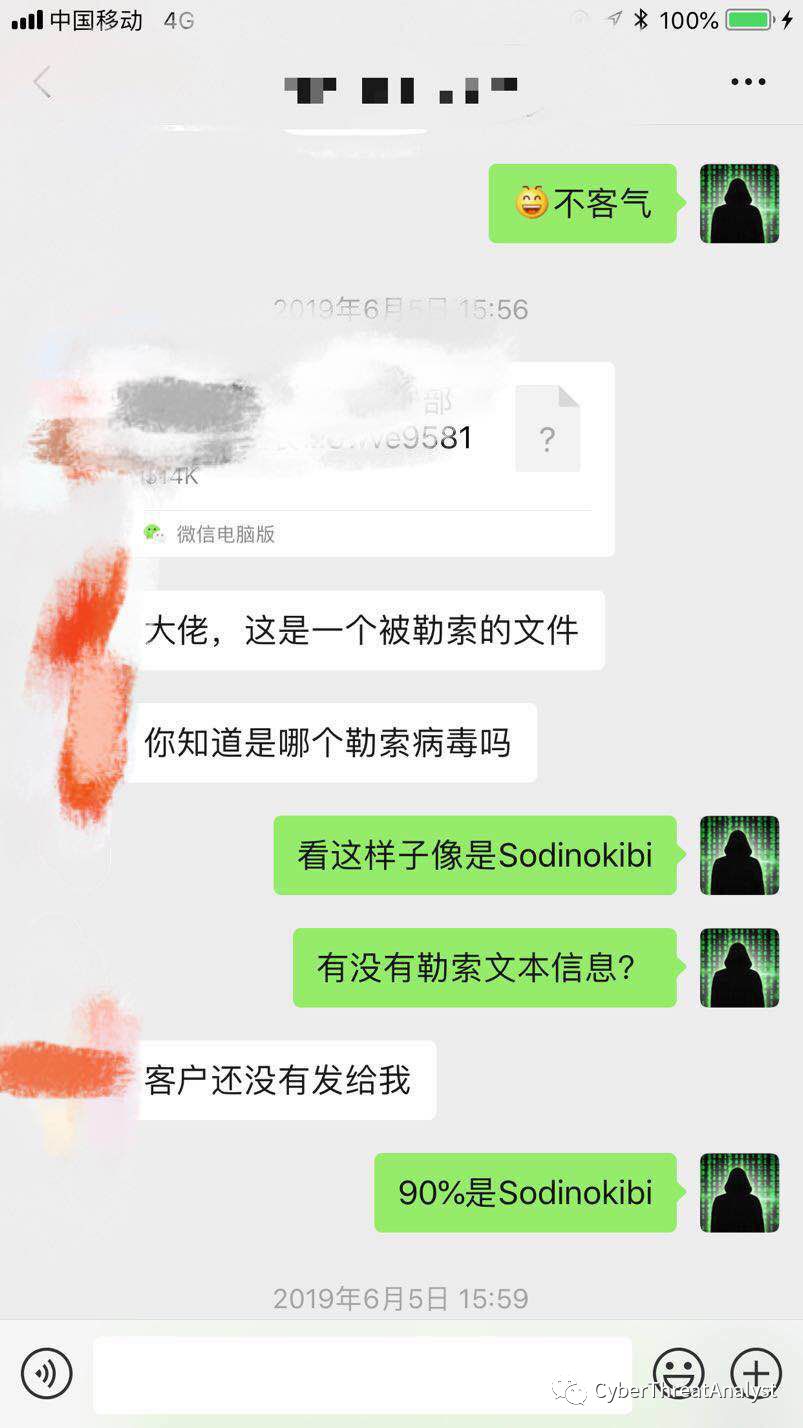 中国移动 4G 100%
😄不客气
2019年6月5日 15:56
部
e9581
14K
微信电脑版
大佬，这是一个被勒索的文件
你知道是哪个勒索病毒吗
看这样子像是Sodinokibi
有没有勒索文本信息？
客户还没有发给我
90%是Sodinokibi
2019年6月5日 15:59
CyberThreatAnalyst